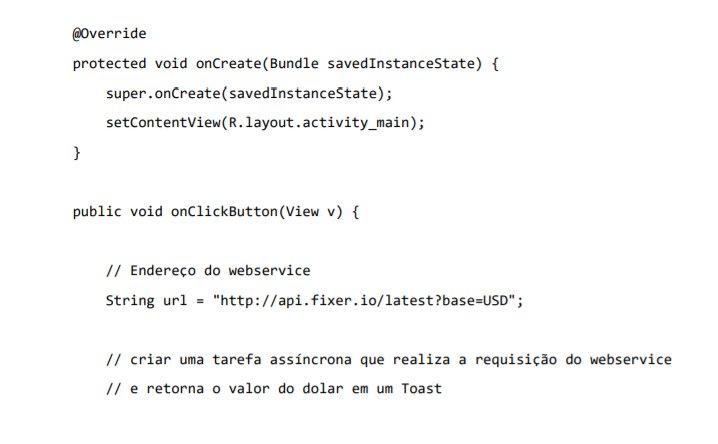 @Override
protected void onCreate(Bundle savedInstanceState) {
super.onCreate(savedInstanceState);
setContentView(R.layout.activity_main);
}
public void onClickButton(View v) {
// Endereço do webservice
String url = "http://api.fixer.io/latest?base=USD";
// criar uma tarefa assíncrona que realiza a requisição do webservice
// e retorna o valor do dolar em um Toast